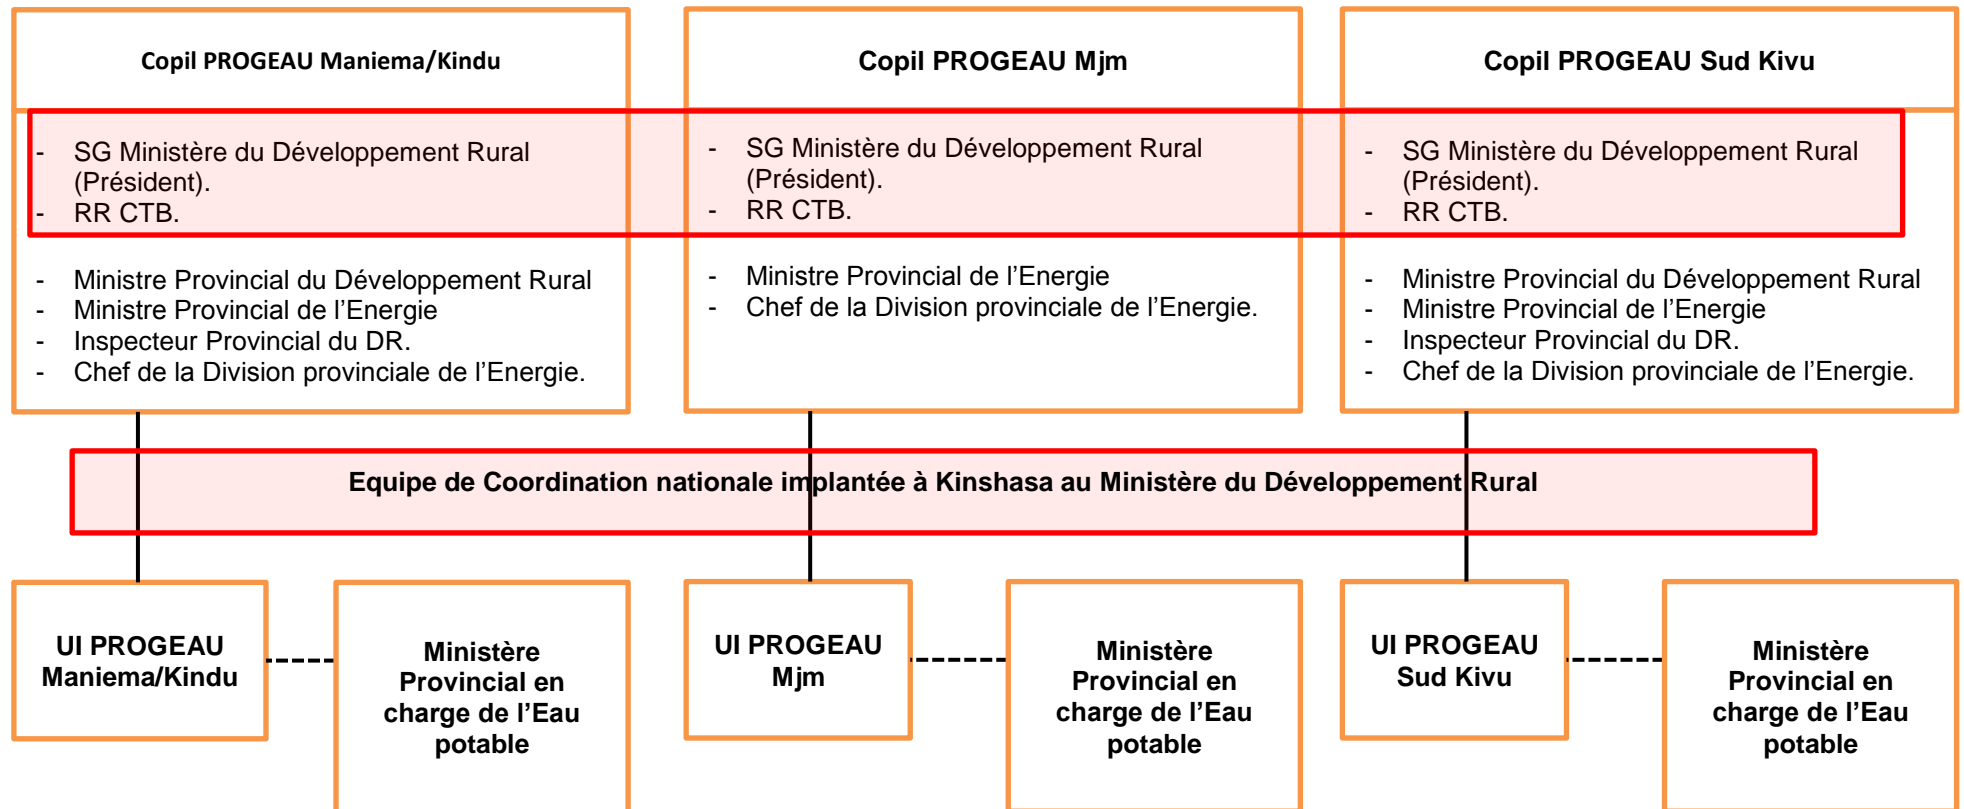 Copil PROGEAU Maniema/Kindu
- SG Ministère du Développement Rural
(Président).
- RR CTB.
- Ministre Provincial du Développement Rural
- Ministre Provincial de l’Energie
- Inspecteur Provincial du DR.
- Chef de la Division provinciale de l’Energie.
Copil PROGEAU Mjm
- SG Ministère du Développement Rural
(Président).
- RR CTB.
- Ministre Provincial de l’Energie
- Chef de la Division provinciale de l’Energie.
Copil PROGEAU Sud Kivu
- SG Ministère du Développement Rural
(Président).
- RR CTB.
- Ministre Provincial du Développement Rural
- Ministre Provincial de l’Energie
- Inspecteur Provincial du DR.
- Chef de la Division provinciale de l’Energie.
Equipe de Coordination nationale implantée à Kinshasa au Ministère du Développement Rural
UI PROGEAU
Maniema/Kindu
Ministère
Provincial en
charge de l’Eau
potable
UI PROGEAU
Mjm
Ministère
Provincial en
charge de l’Eau
potable
UI PROGEAU
Sud Kivu
Ministère
Provincial en
charge de l’Eau
potable